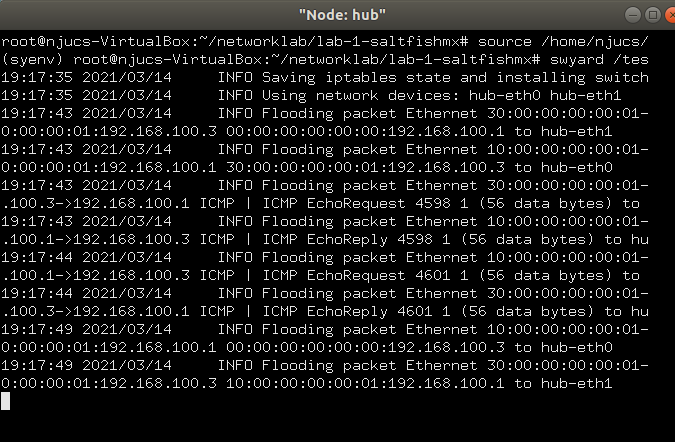 "Node: hub"
root@njucs-VirtualBox:~/networklab/lab-1-saltfishmx# source /home/njucs/
(syenv) root@njucs-VirtualBox:~/networklab/lab-1-saltfishmx# swyard /tes
19:17:35 2021/03/14     INFO Saving iptables state and installing switch
19:17:35 2021/03/14     INFO Using network devices: hub-eth0 hub-eth1
19:17:43 2021/03/14     INFO Flooding packet Ethernet 30:00:00:00:00:01-
0:00:00:01:192.168.100.3 00:00:00:00:00:00:192.168.100.1 to hub-eth1
19:17:43 2021/03/14     INFO Flooding packet Ethernet 10:00:00:00:00:01-
0:00:00:01:192.168.100.1 30:00:00:00:00:01:192.168.100.3 to hub-eth0
19:17:43 2021/03/14     INFO Flooding packet Ethernet 30:00:00:00:00:01-
.100.3->192.168.100.1 ICMP | ICMP EchoRequest 4598 1 (56 data bytes) to
19:17:43 2021/03/14     INFO Flooding packet Ethernet 10:00:00:00:00:01-
.100.1->192.168.100.3 ICMP | ICMP EchoReply 4598 1 (56 data bytes) to hu
19:17:44 2021/03/14     INFO Flooding packet Ethernet 10:00:00:00:00:01-
.100.1->192.168.100.3 ICMP | ICMP EchoRequest 4601 1 (56 data bytes) to
19:17:44 2021/03/14     INFO Flooding packet Ethernet 30:00:00:00:00:01-
.100.3->192.168.100.1 ICMP | ICMP EchoReply 4601 1 (56 data bytes) to hu
19:17:49 2021/03/14     INFO Flooding packet Ethernet 10:00:00:00:00:01-
0:00:00:01:192.168.100.1 00:00:00:00:00:00:192.168.100.3 to hub-eth0
19:17:49 2021/03/14     INFO Flooding packet Ethernet 30:00:00:00:00:01-
0:00:00:01:192.168.100.3 10:00:00:00:00:01:192.168.100.1 to hub-eth1